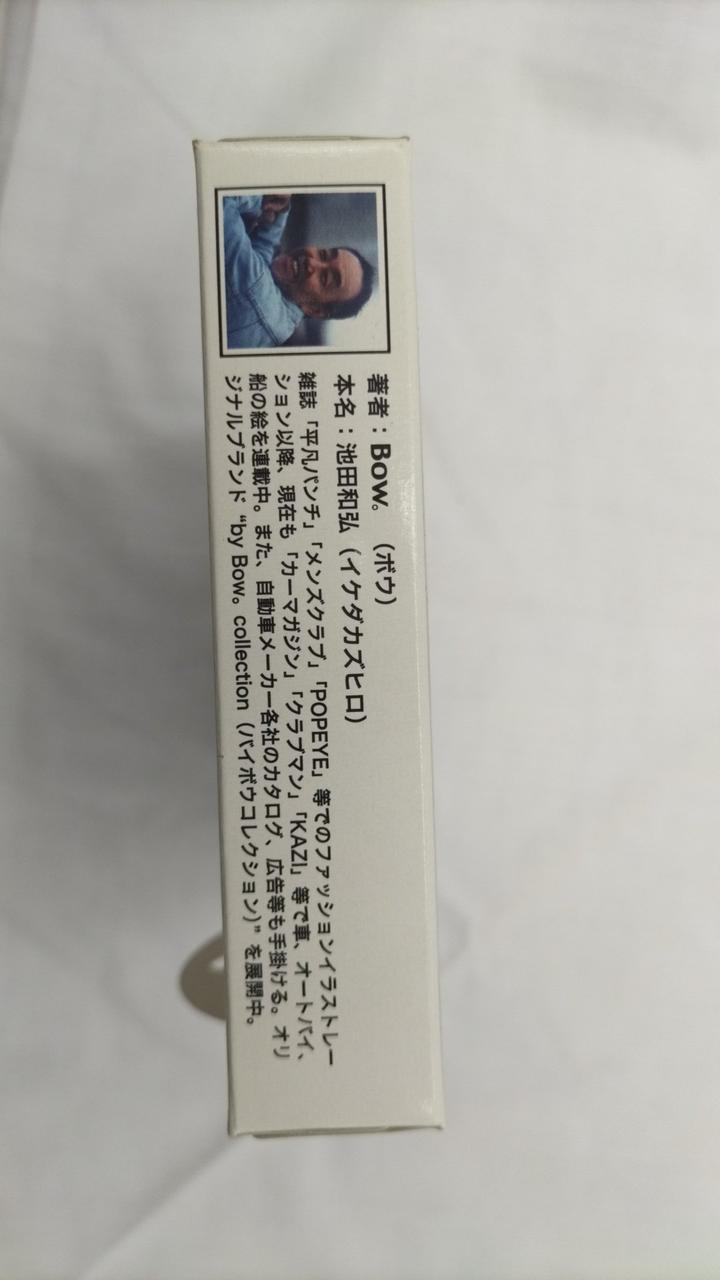 著者：Bow。（ボウ）
本名：池田和弘（イケダカズヒロ）
雑誌「平凡パンチ」「メンズクラブ」「POPEYE」等でのファッションイラストレー
ション以降、現在も「カーマガジン」「クラブマン」「KAZI」等で車、オートバイ、
船の絵を連載中。また、自動車メーカー各社のカタログ、広告等も手掛ける。オリ
ジナルブランド“by Bow。collection（バイボウコレクション）”を展開中。